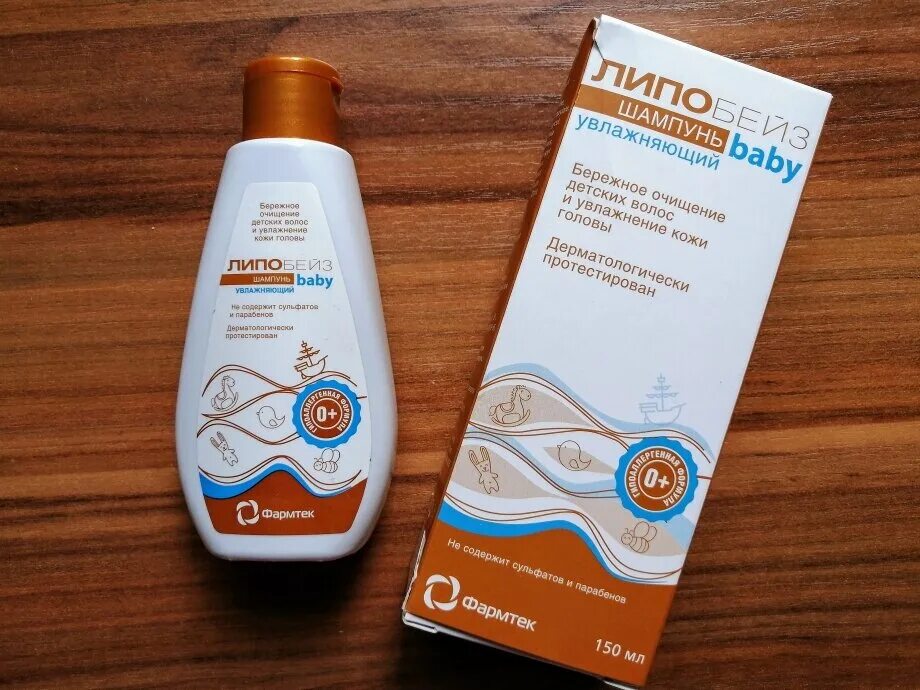 Бережное
очищение
детских волос
и увлажнение
кожи головы
ЛИПОБЕЙЗ
ШАМПУНЬ baby
УВЛАЖНЯЮЩИЙ
Не содержит сульфатов
и парабенов
Дерматологически
протестирован
ГИПОАЛЛЕРГЕННАЯ ФОРМУЛА
0+
Фармтек
ЛИПОБЕЙЗ
ШАМПУНЬ baby
увлажняющий
Бережное очищение
детских волос
и увлажнение кожи
головы
Дерматологически
протестирован
ГИПОАЛЛЕРГЕННАЯ ФОРМУЛА
0+
Не содержит сульфатов и парабенов
Фармтек
150 мл